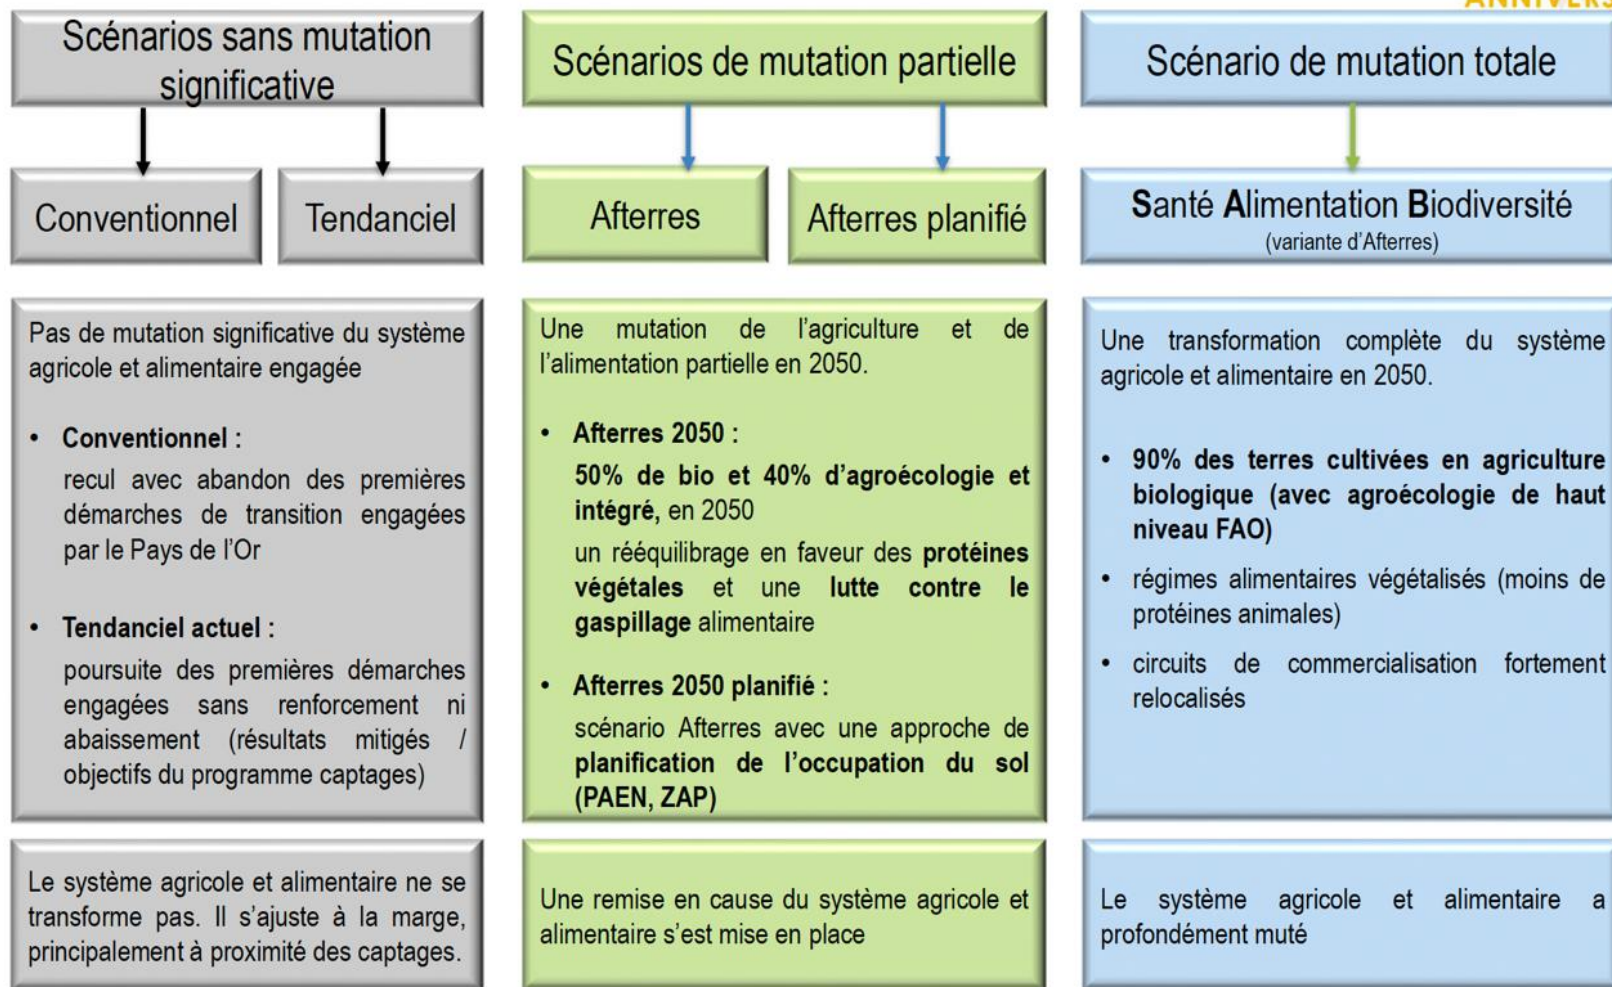 ANNIVERS
Scénarios sans mutation
significative
Conventionnel
Tendanciel
Pas de mutation significative du système
agricole et alimentaire engagée
• Conventionnel :
recul avec abandon des premières
démarches de transition engagées
par le Pays de l’Or
• Tendanciel actuel :
poursuite des premières démarches
engagées sans renforcement ni
abaissement (résultats mitigés /
objectifs du programme captages)
Le système agricole et alimentaire ne se
transforme pas. Il s’ajuste à la marge,
principalement à proximité des captages.
Scénarios de mutation partielle
Afterres
Afterres planifié
Une mutation de l’agriculture et de
l’alimentation partielle en 2050.
• Afterres 2050 :
50% de bio et 40% d’agroécologie et
intégré, en 2050
un rééquilibrage en faveur des protéines
végétales et une lutte contre le
gaspillage alimentaire
• Afterres 2050 planifié :
scénario Afterres avec une approche de
planification de l’occupation du sol
(PAEN, ZAP)
Une remise en cause du système agricole et
alimentaire s’est mise en place
Scénario de mutation totale
Santé Alimentation Biodiversité
(variante d’Afterres)
Une transformation complète du système
agricole et alimentaire en 2050.
• 90% des terres cultivées en agriculture
biologique (avec agroécologie de haut
niveau FAO)
• régimes alimentaires végétalisés (moins de
protéines animales)
• circuits de commercialisation fortement
relocalisés
Le système agricole et alimentaire a
profondément muté